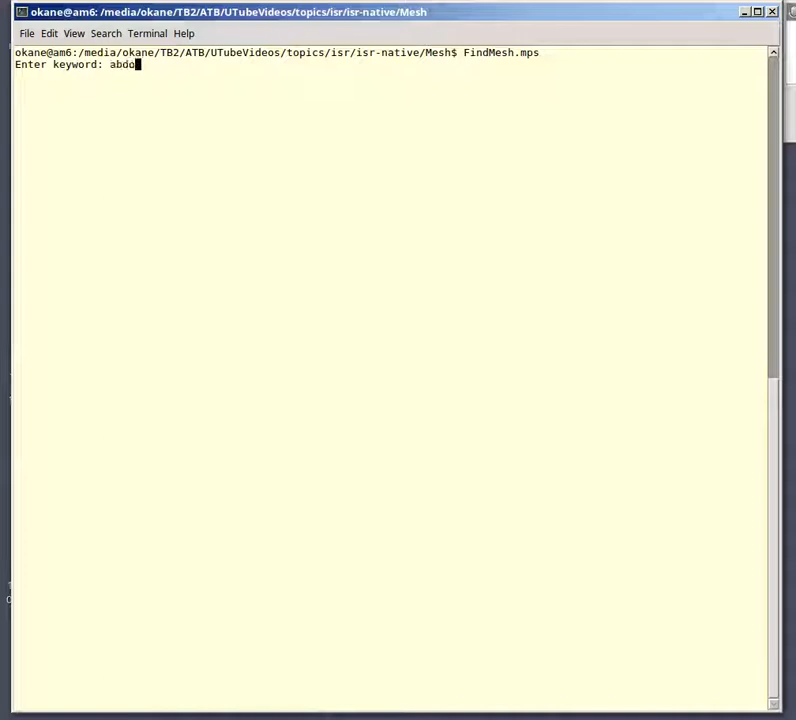 okane@am6: /media/okane/TB2/ATB/UTubeVideos/topics/isr/isr-native/Mesh
File Edit View Search Terminal Help
okane@am6:/media/okane/TB2/ATB/UTubeVideos/topics/isr/isr-native/Mesh$ FindMesh.mps
Enter keyword: abdo